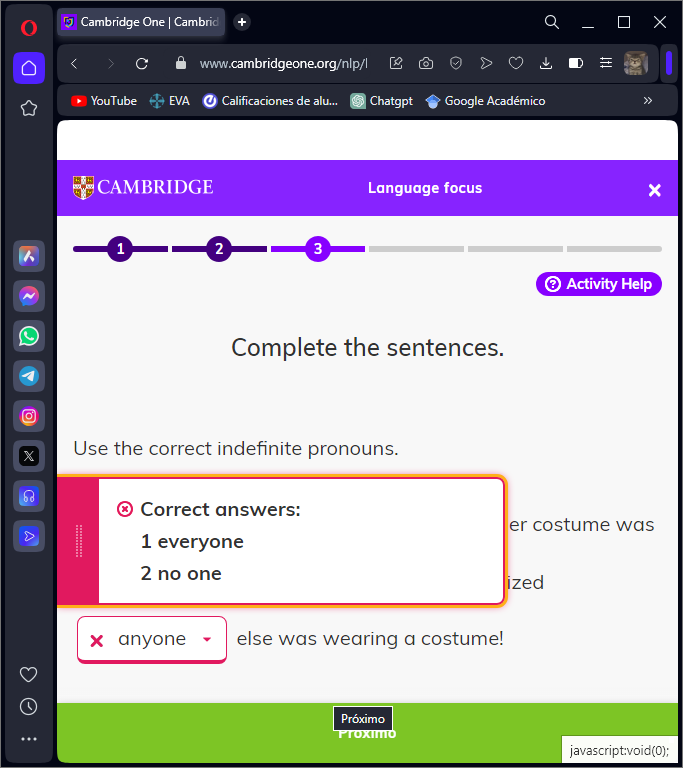 Cambridge One | Cambrid
www.cambridgeone.org/nlp/l
YouTube EVA Calificaciones de alu... Chatgpt Google Académico »
CAMBRIDGE Language focus
1 2 3
Activity Help
Complete the sentences.
Use the correct indefinite pronouns.
Correct answers:
1 everyone
er costume was
2 no one
ized
anyone else was wearing a costume!
Próximo
Próximo
javascript:void(0);